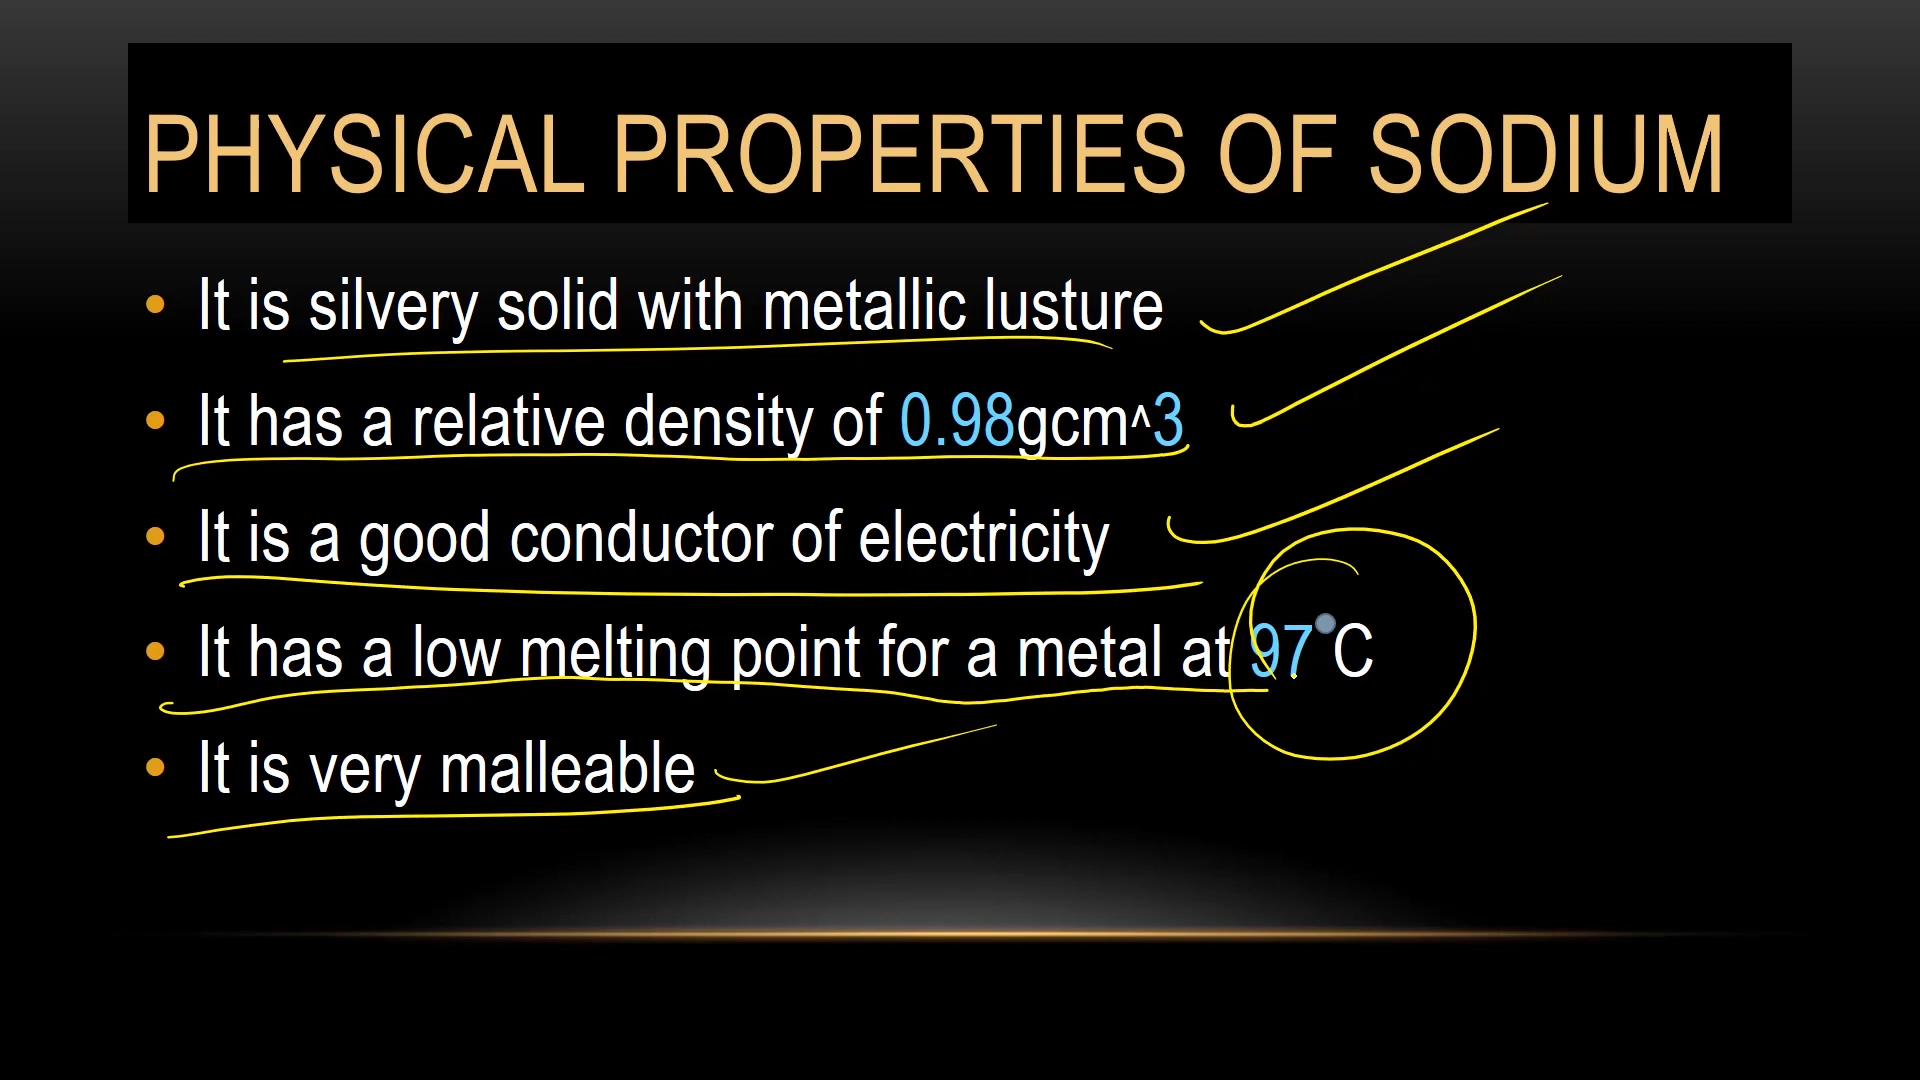 PHYSICAL PROPERTIES OF SODIUM
• It is silvery solid with metallic lusture
• It has a relative density of 0.98gcm^3
• It is a good conductor of electricity
• It has a low melting point for a metal at 97°C
• It is very malleable